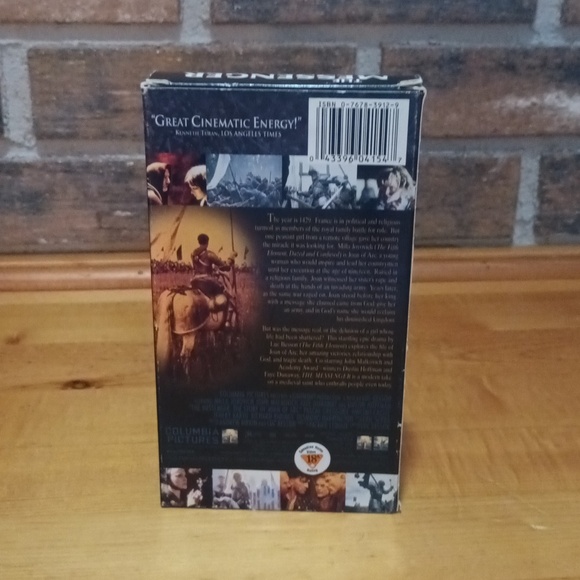 THE
MESSENGER
"GREAT CINEMATIC ENERGY!"
KENNETH TURAN, LOS ANGELES TIMES
ISBN 0-7678-3912-9
0 43396 04154 7
The year is 1429. France is in political and religious
turmoil as members of the royal family battle for rule. But
one peasant girl from a remote village gave her country
the miracle it was looking for. Milla Jovovich (The Fifth
Element, Dazed and Confused) is Joan of Arc, a young
woman who would inspire and lead her countrymen
until her execution at the age of nineteen. Raised in
a religious family, Joan witnessed her sister's rape and
death at the hands of an invading army. Years later,
as the same war raged on, Joan stood before her king
with a message she claimed came from God: give her
an army, and in God's name she would reclaim
his diminished kingdom.
But was the message real or the delusion of a girl whose
life had been shattered? This startling epic drama by
Luc Besson (The Fifth Element) explores the life of
Joan of Arc, her amazing victories, relationship with
God, and tragic death. Co-starring John Malkovich and
Academy Award winners Dustin Hoffman and
Faye Dunaway, THE MESSENGER is a modern take
on a medieval saint who enthralls people even today.
COLUMBIA
PICTURES
18